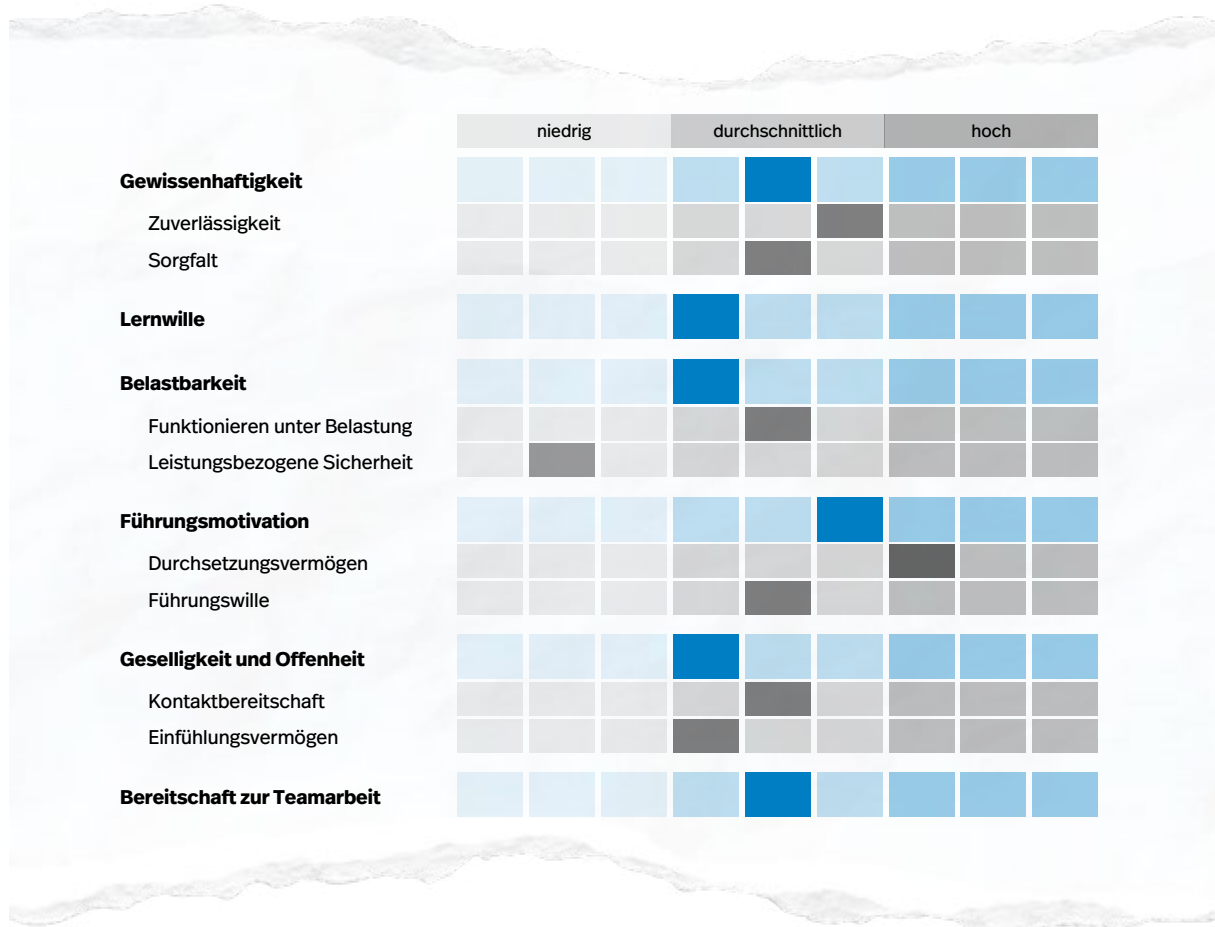 niedrig durchschnittlich hoch
Gewissenhaftigkeit
Zuverlässigkeit
Sorgfalt
Lernwille
Belastbarkeit
Funktionieren unter Belastung
Leistungsbezogene Sicherheit
Führungsmotivation
Durchsetzungsvermögen
Führungswille
Geselligkeit und Offenheit
Kontaktbereitschaft
Einfühlungsvermögen
Bereitschaft zur Teamarbeit